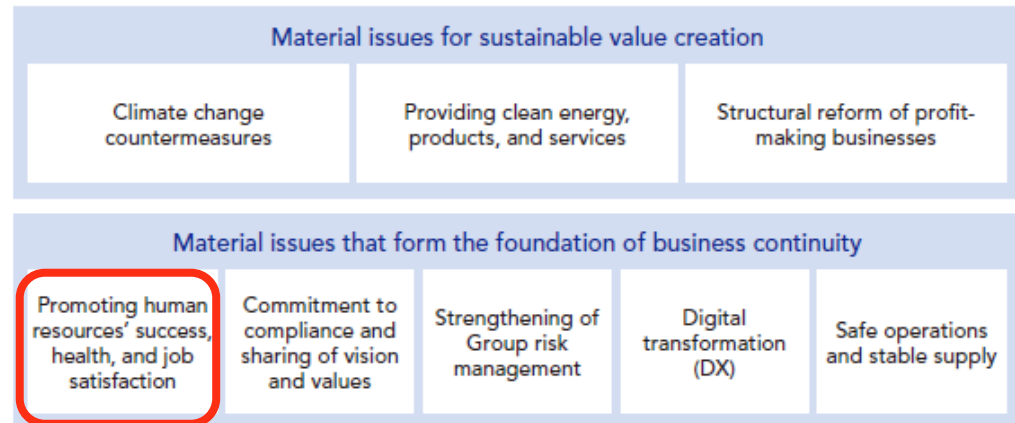 Material issues for sustainable value creation
Climate change
countermeasures
Providing clean energy,
products, and services
Structural reform of profit-
making businesses
Material issues that form the foundation of business continuity
Promoting human
resources' success,
health, and job
satisfaction
Commitment to
compliance and
sharing of vision
and values
Strengthening of
Group risk
management
Digital
transformation
(DX)
Safe operations
and stable supply